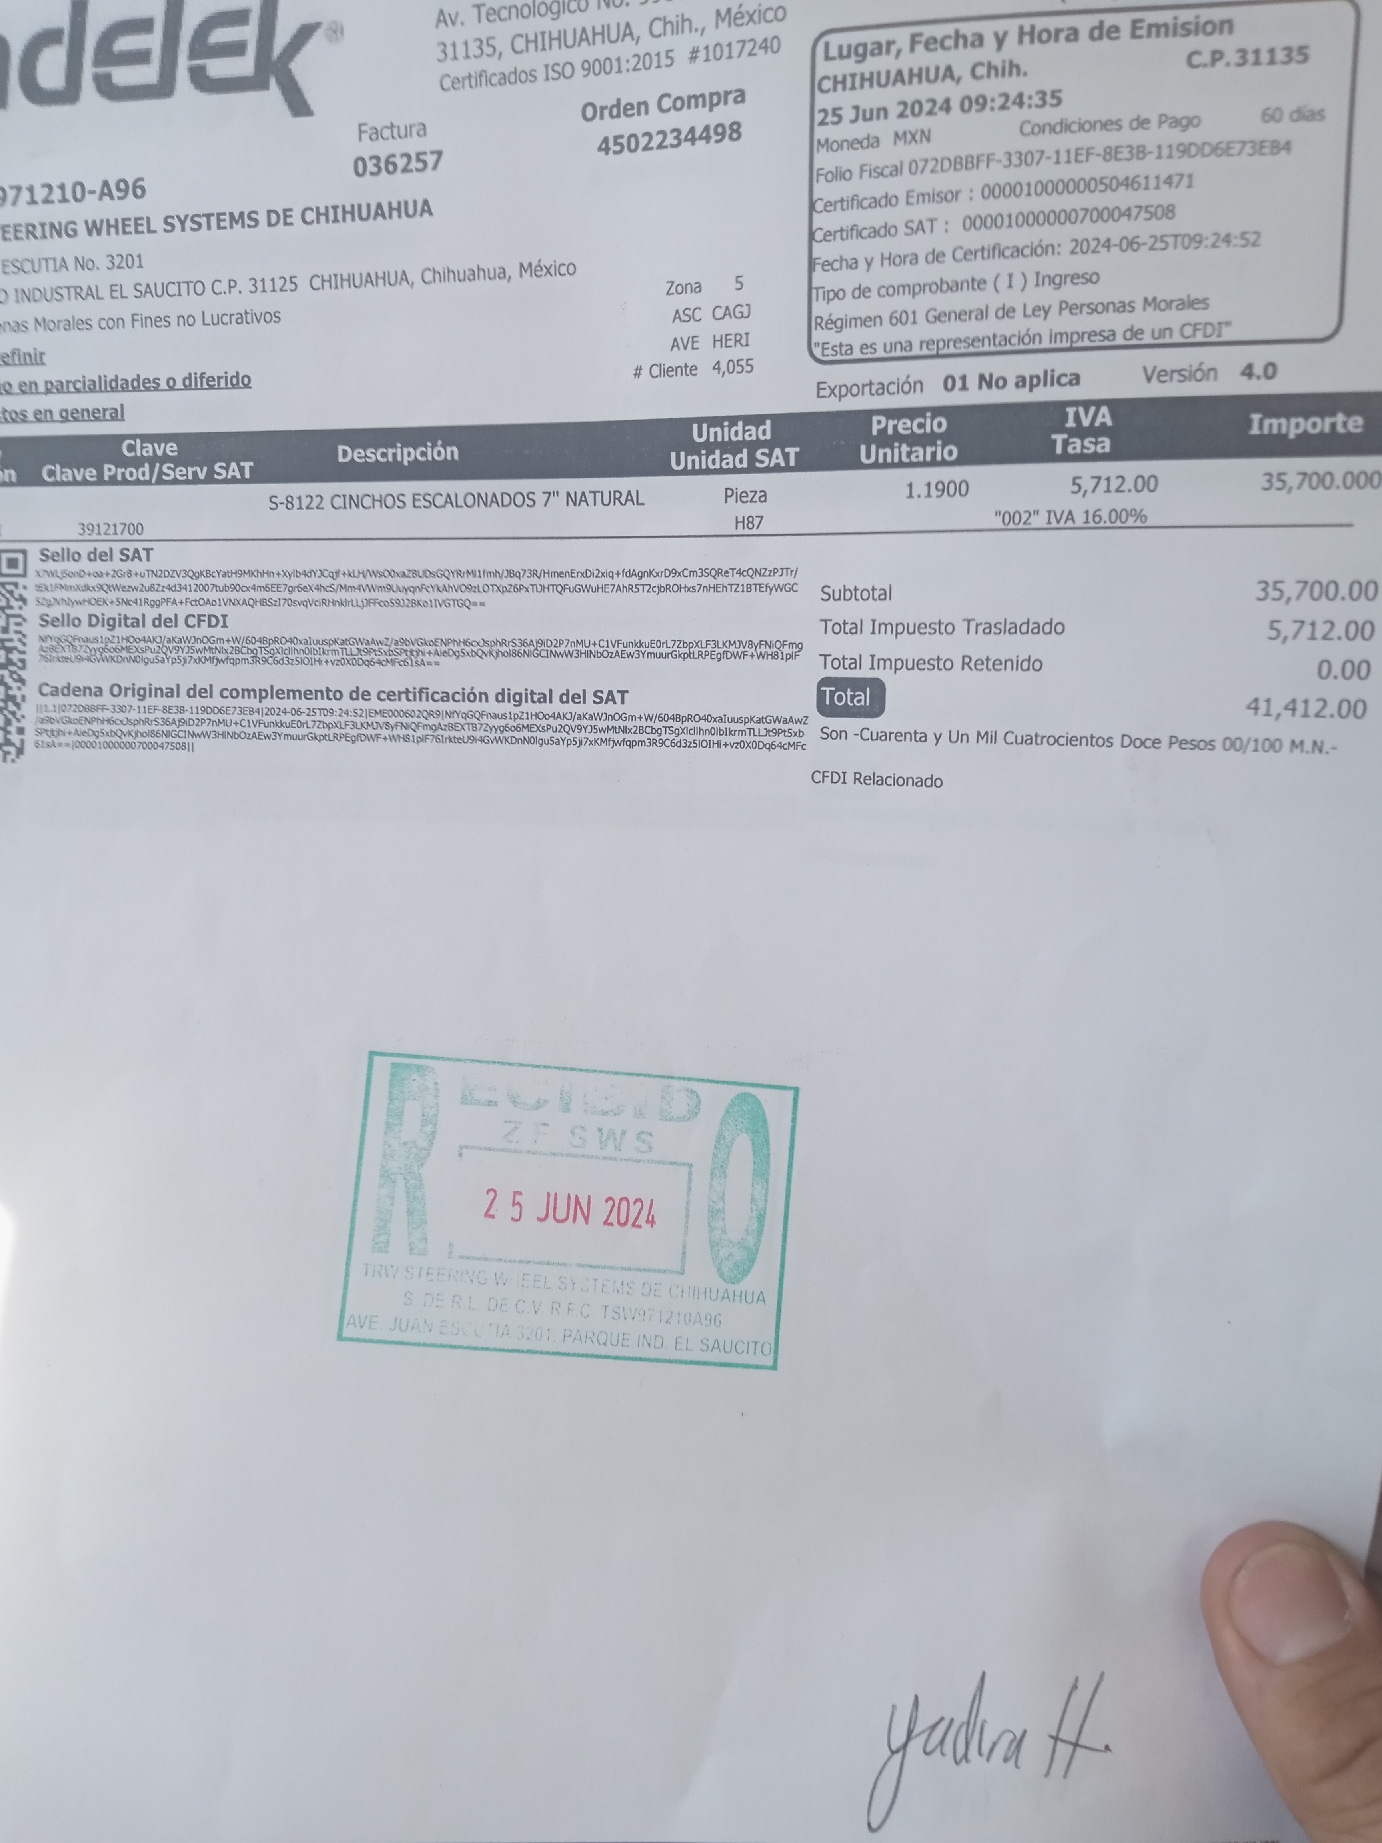 ndelek®
Av. Tecnológico No.
31135, CHIHUAHUA, Chih., México
Certificados ISO 9001:2015 #1017240
Factura
036257
Orden Compra
4502234498
Lugar, Fecha y Hora de Emision
CHIHUAHUA, Chih. C.P. 31135
25 Jun 2024 09:24:35
Moneda MXN Condiciones de Pago 60 días
Folio Fiscal 072DBBFF-3307-11EF-8E3B-119DD6E73EB4
Certificado Emisor : 00001000000504611471
Certificado SAT : 00001000000700047508
Fecha y Hora de Certificación: 2024-06-25T09:24:52
Tipo de comprobante ( I ) Ingreso
Régimen 601 General de Ley Personas Morales
"Esta es una representación impresa de un CFDI"
971210-A96
EERING WHEEL SYSTEMS DE CHIHUAHUA
ESCUTIA No. 3201
O INDUSTRAL EL SAUCITO C.P. 31125 CHIHUAHUA, Chihuahua, México
nas Morales con Fines no Lucrativos
efinir
o en parcialidades o diferido
tos en general
Zona 5
ASC CAGJ
AVE HERI
# Cliente 4,055
Exportación 01 No aplica Versión 4.0
n Clave Descripción Unidad Precio IVA Importe
Clave Prod/Serv SAT Unidad SAT Unitario Tasa
S-8122 CINCHOS ESCALONADOS 7" NATURAL Pieza 1.1900 5,712.00 35,700.000
39121700 H87 "002" IVA 16.00%
Sello del SAT
Sello Digital del CFDI
Cadena Original del complemento de certificación digital del SAT
Subtotal 35,700.00
Total Impuesto Trasladado 5,712.00
Total Impuesto Retenido 0.00
Total 41,412.00
Son -Cuarenta y Un Mil Cuatrocientos Doce Pesos 00/100 M.N.-
CFDI Relacionado
RECIBIDO
ZF SWS
25 JUN 2024
TRW STEERING WHEEL SYSTEMS DE CHIHUAHUA
S. DE R.L. DE C.V. R.F.C. TSW971210A96
AVE. JUAN ESCUTIA 3201. PARQUE IND. EL SAUCITO
Yadira H.